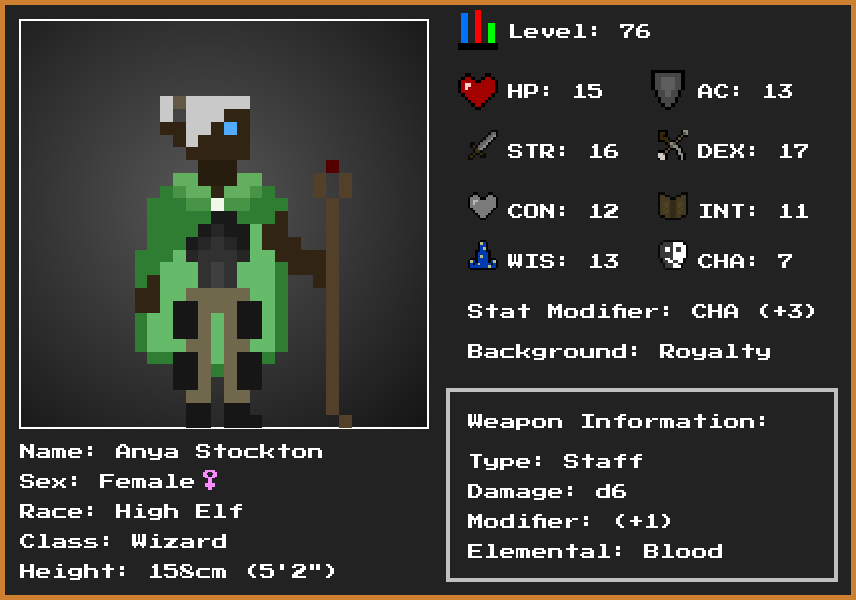 Level: 76
HP: 15 AC: 13
STR: 16 DEX: 17
CON: 12 INT: 11
WIS: 13 CHA: 7
Stat Modifier: CHA (+3)
Background: Royalty
Weapon Information:
Type: Staff
Damage: d6
Modifier: (+1)
Elemental: Blood
Name: Anya Stockton
Sex: Female♀
Race: High Elf
Class: Wizard
Height: 158cm (5'2")